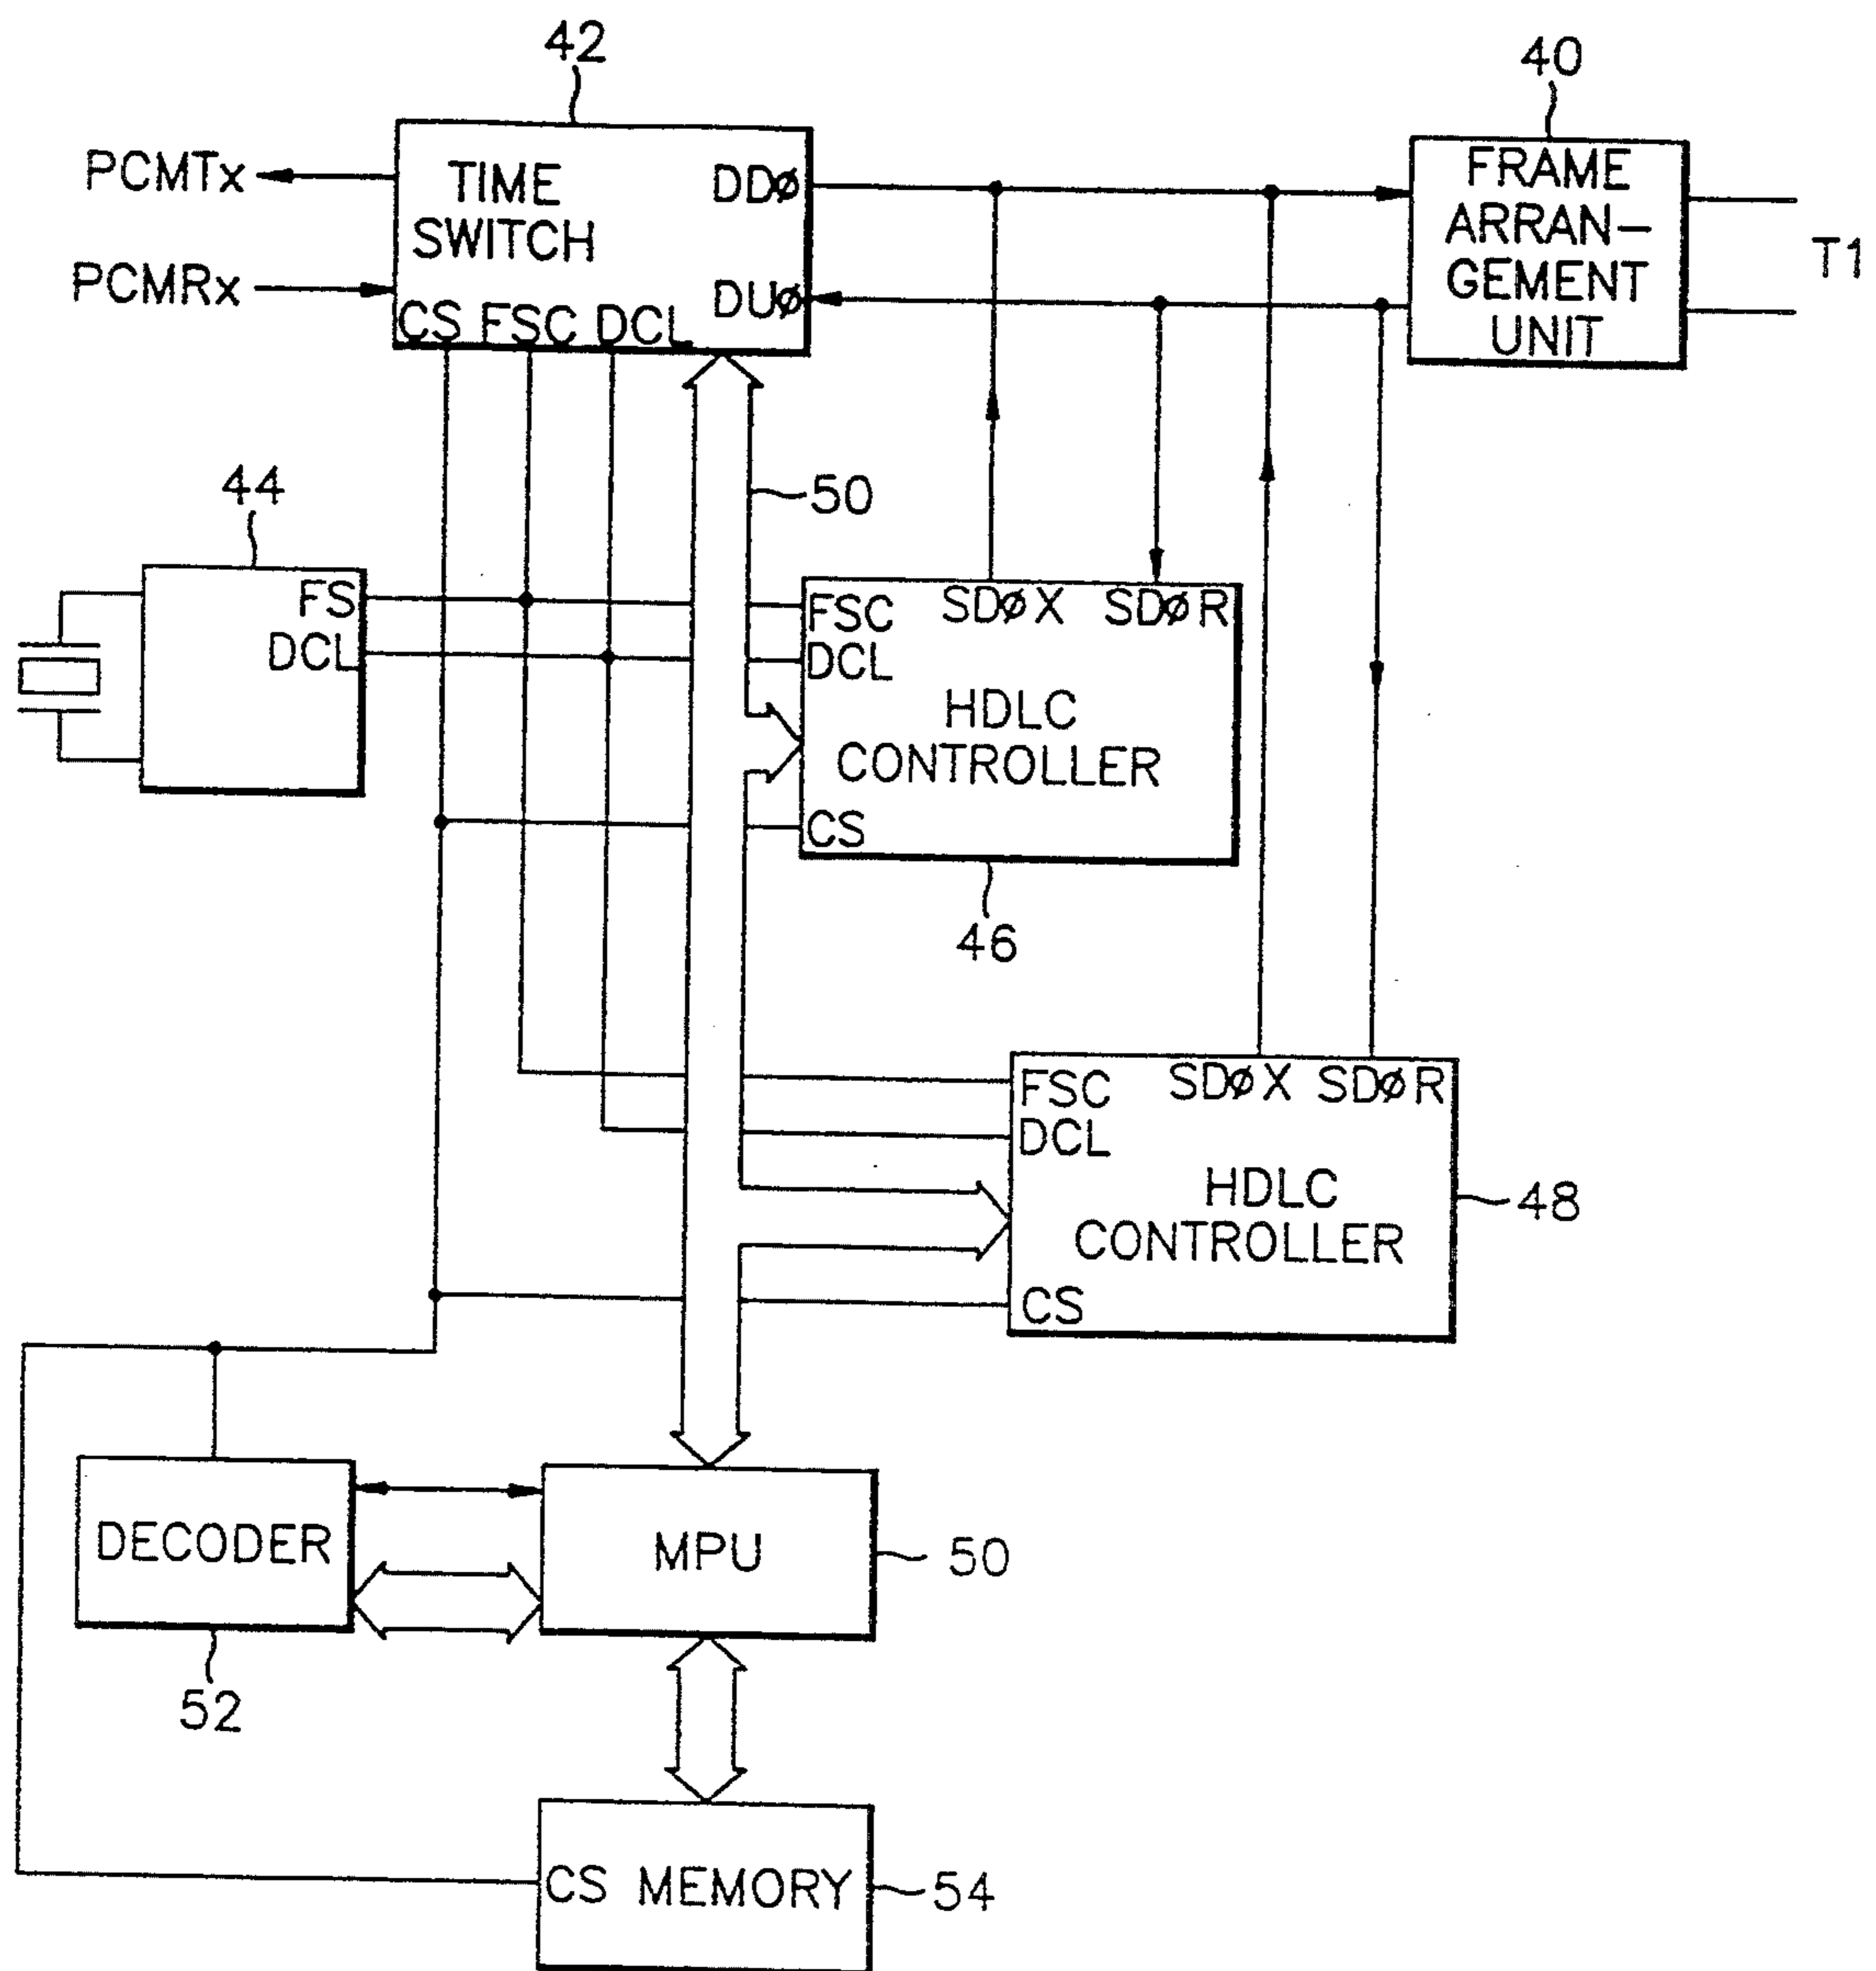 42
40
PCMTx
TIME
SWITCH
DDØ
FRAME
ARRAN-
GEMENT
UNIT
T1
PCMRx
DUØ
CS FSC DCL
44
50
FS
DCL
FSC
SDØX SDØR
DCL
HDLC
CONTROLLER
CS
46
FSC
SDØX SDØR
DCL
HDLC
CONTROLLER
48
CS
DECODER
MPU
50
52
CS MEMORY
54